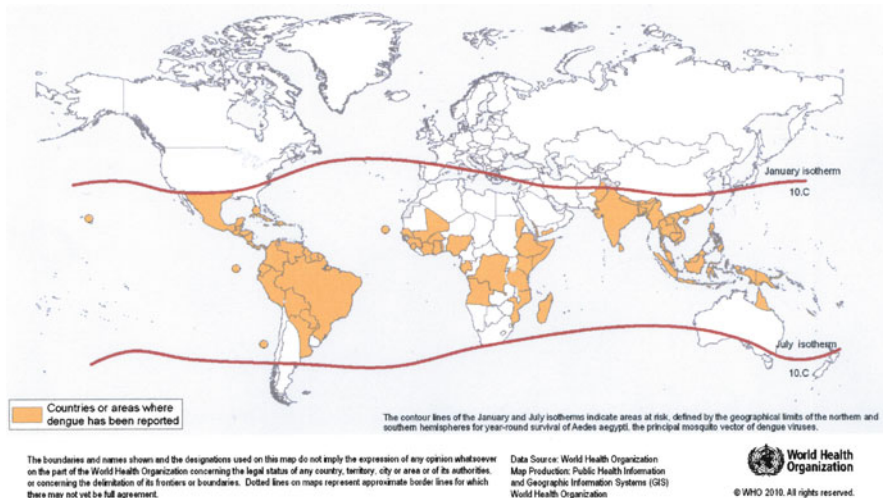 January isotherm
10.C
July isotherm
10.C
Countries or areas where
dengue has been reported
The contour lines of the January and July isotherms indicate areas at risk, defined by the geographical limits of the northern and
southern hemispheres for year-round survival of Aedes aegypti, the principal mosquito vector of dengue viruses.
The boundaries and names shown and the designations used on this map do not imply the expression of any opinion whatsoever
on the part of the World Health Organization concerning the legal status of any country, territory, city or area or of its authorities,
or concerning the delimitation of its frontiers or boundaries. Dotted lines on maps represent approximate border lines for which
there may not yet be full agreement.
Data Source: World Health Organization
Map Production: Public Health Information
and Geographic Information Systems (GIS)
World Health Organization
World Health
Organization
© WHO 2010. All rights reserved.